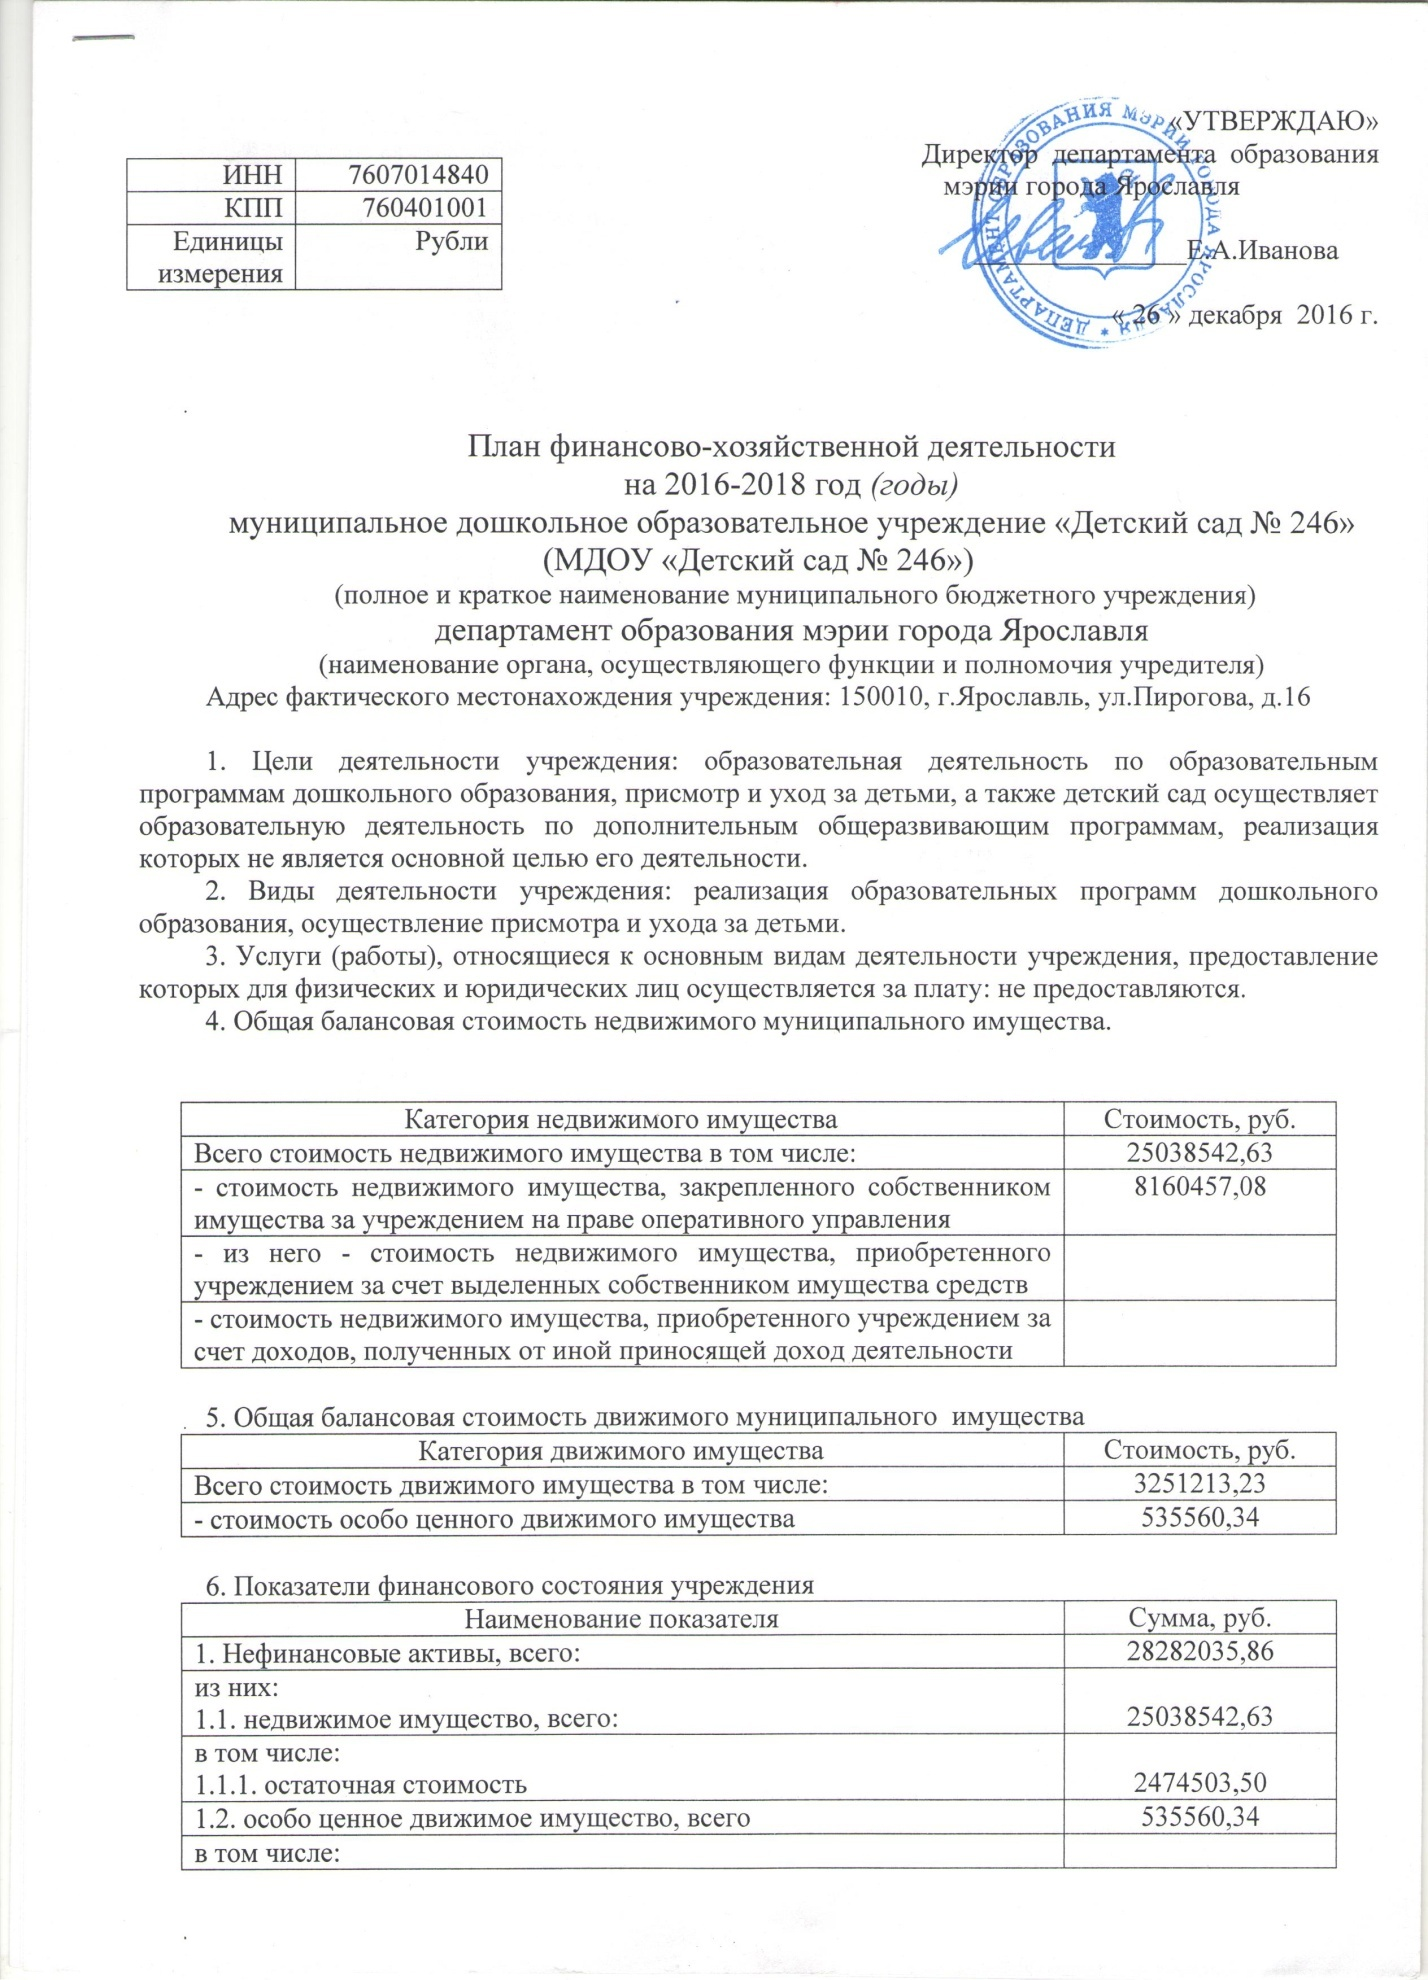 «УТВЕРЖДАЮ»
Директор департамента образования
мэрии города Ярославля
Е.А.Иванова
« 26 » декабря 2016 г.
ДЕПАРТАМЕНТ ОБРАЗОВАНИЯ МЭРИИ ГОРОДА ЯРОСЛАВЛЯ *
ИНН 7607014840
КПП 760401001
Единицы Рубли
измерения
План финансово-хозяйственной деятельности
на 2016-2018 год (годы)
муниципальное дошкольное образовательное учреждение «Детский сад № 246»
(МДОУ «Детский сад № 246»)
(полное и краткое наименование муниципального бюджетного учреждения)
департамент образования мэрии города Ярославля
(наименование органа, осуществляющего функции и полномочия учредителя)
Адрес фактического местонахождения учреждения: 150010, г.Ярославль, ул.Пирогова, д.16
1. Цели деятельности учреждения: образовательная деятельность по образовательным
программам дошкольного образования, присмотр и уход за детьми, а также детский сад осуществляет
образовательную деятельность по дополнительным общеразвивающим программам, реализация
которых не является основной целью его деятельности.
2. Виды деятельности учреждения: реализация образовательных программ дошкольного
образования, осуществление присмотра и ухода за детьми.
3. Услуги (работы), относящиеся к основным видам деятельности учреждения, предоставление
которых для физических и юридических лиц осуществляется за плату: не предоставляются.
4. Общая балансовая стоимость недвижимого муниципального имущества.
Категория недвижимого имущества Стоимость, руб.
Всего стоимость недвижимого имущества в том числе: 25038542,63
- стоимость недвижимого имущества, закрепленного собственником 8160457,08
имущества за учреждением на праве оперативного управления
- из него - стоимость недвижимого имущества, приобретенного
учреждением за счет выделенных собственником имущества средств
- стоимость недвижимого имущества, приобретенного учреждением за
счет доходов, полученных от иной приносящей доход деятельности
5. Общая балансовая стоимость движимого муниципального имущества
Категория движимого имущества Стоимость, руб.
Всего стоимость движимого имущества в том числе: 3251213,23
- стоимость особо ценного движимого имущества 535560,34
6. Показатели финансового состояния учреждения
Наименование показателя Сумма, руб.
1. Нефинансовые активы, всего: 28282035,86
из них:
1.1. недвижимое имущество, всего: 25038542,63
в том числе:
1.1.1. остаточная стоимость 2474503,50
1.2. особо ценное движимое имущество, всего 535560,34
в том числе: